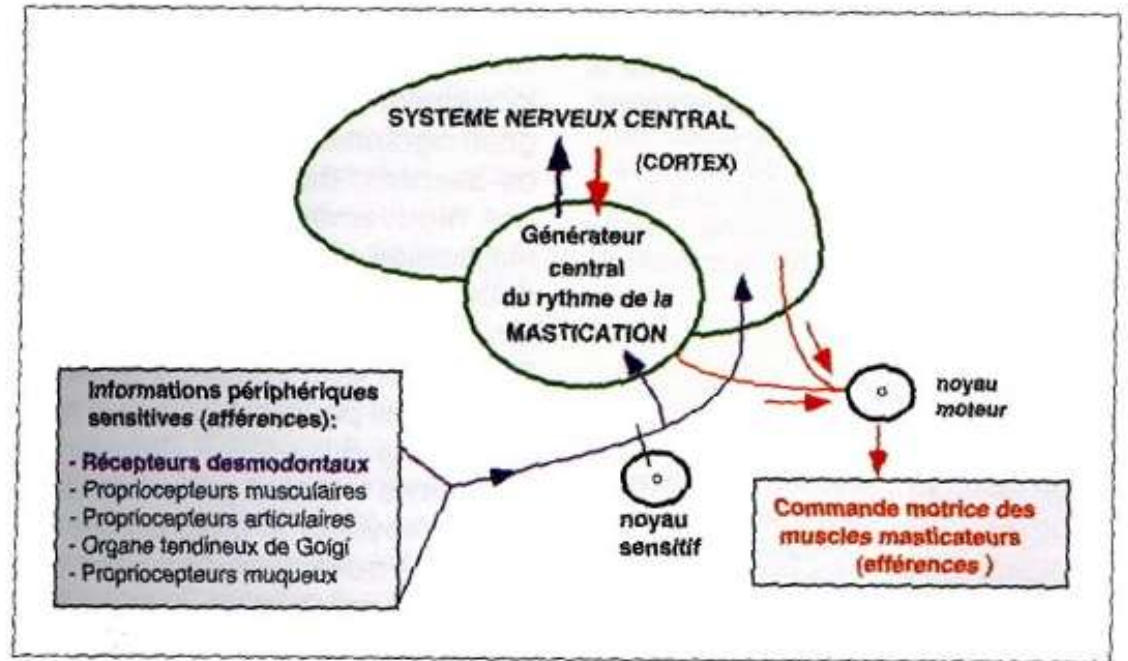 SYSTEME NERVEUX CENTRAL
(CORTEX)
Générateur
central
du rythme de la
MASTICATION
Informations périphériques
sensitives (afférences):
- Récepteurs desmodontaux
- Propriocepteurs musculaires
- Propriocepteurs articulaires
- Organe tendineux de Golgi
- Propriocepteurs muqueux
noyau
sensitif
noyau
moteur
Commande motrice des
muscles masticateurs
(efférences )